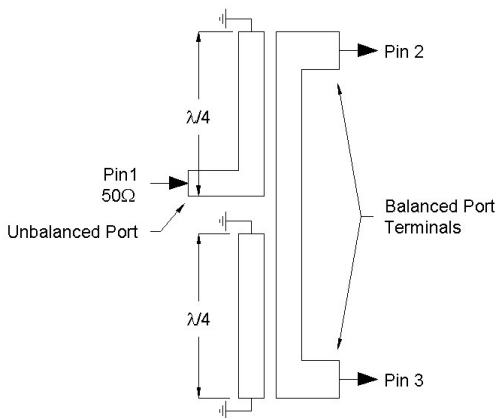 Pin 2
λ/4
Pin1
50Ω
Unbalanced Port
Balanced Port
Terminals
λ/4
Pin 3